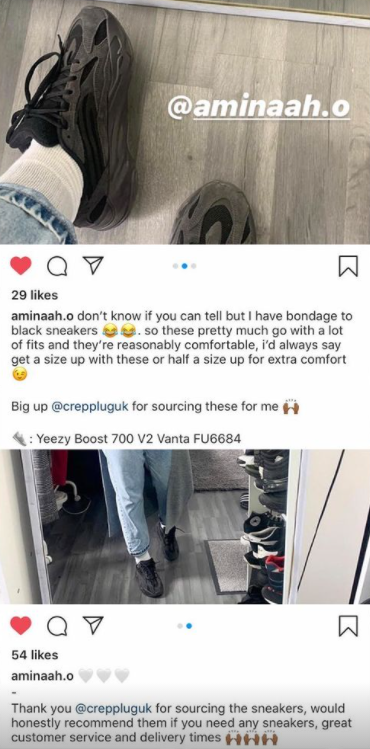 @aminaah.o
29 likes
aminaah.o don't know if you can tell but I have bondage to
black sneakers 😂😂. so these pretty much go with a lot
of fits and they're reasonably comfortable, i'd always say
get a size up with these or half a size up for extra comfort
😉
Big up @creppluguk for sourcing these for me 🙌🏾
👟: Yeezy Boost 700 V2 Vanta FU6684
54 likes
aminaah.o 🤍🤍🤍
-
Thank you @creppluguk for sourcing the sneakers, would
honestly recommend them if you need any sneakers, great
customer service and delivery times 🙌🏾🙌🏾🙌🏾